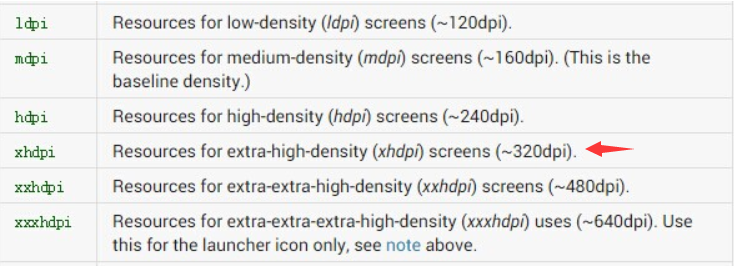 ldpi Resources for low-density (ldpi) screens (~120dpi).
mdpi Resources for medium-density (mdpi) screens (~160dpi). (This is the
baseline density.)
hdpi Resources for high-density (hdpi) screens (~240dpi).
xhdpi Resources for extra-high-density (xhdpi) screens (~320dpi).
xxhdpi Resources for extra-extra-high-density (xxhdpi) screens (~480dpi).
xxxhdpi Resources for extra-extra-extra-high-density (xxxhdpi) uses (~640dpi). Use
this for the launcher icon only, see note above.